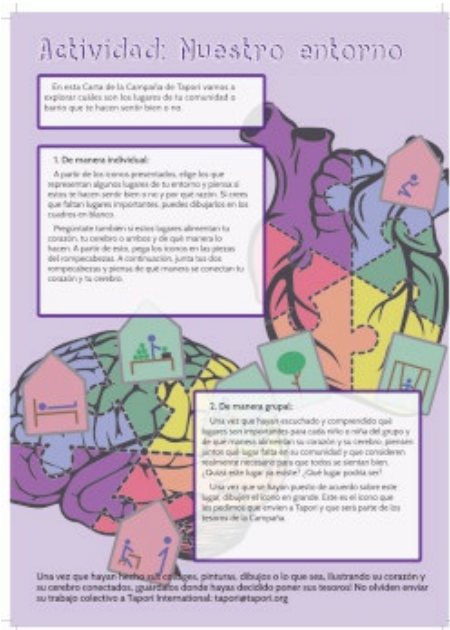 Actividad: Nuestro entorno
En esta Carta de la Campaña de Tapori vamos a
explorar cuáles son los lugares de tu comunidad o
barrio que te hacen sentir bien o no.
1. De manera individual:
A partir de los iconos presentados, elige los que
representan algunos lugares de tu entorno y piensa si
estos te hacen sentir bien o no y por qué razón. Si crees
que faltan lugares importantes, puedes dibujarlos en los
cuadros en blanco.
Pregúntate también si estos lugares alimentan tu
corazón, tu cerebro o ambos y de qué manera lo
hacen. A partir de esto, pega los iconos en las piezas
del rompecabezas. A continuación, junta tus dos
rompecabezas y piensa de qué manera se conectan tu
corazón y tu cerebro.
2. De manera grupal:
Una vez que hayan escuchado y comprendido qué
lugares son importantes para cada niño o niña del grupo y
de qué manera alimentan su corazón y su cerebro, piensen
juntos qué lugar falta en su comunidad y que consideren
realmente necesario para que todos se sientan bien.
¿Quizá este lugar ya existe? ¿Qué lugar podría ser?
Una vez que se hayan puesto de acuerdo sobre este
lugar, dibujen el icono en grande. Este es el icono que
les pedimos que envíen a Tapori y que será parte de los
tesoros de la Campaña.
Una vez que hayan hecho sus collages, pinturas, dibujos o lo que sea, ilustrando su corazón y
su cerebro conectados, ¡guárdalos donde hayas decidido poner sus tesoros! No olviden enviar
su trabajo colectivo a Tapori International: tapori@tapori.org